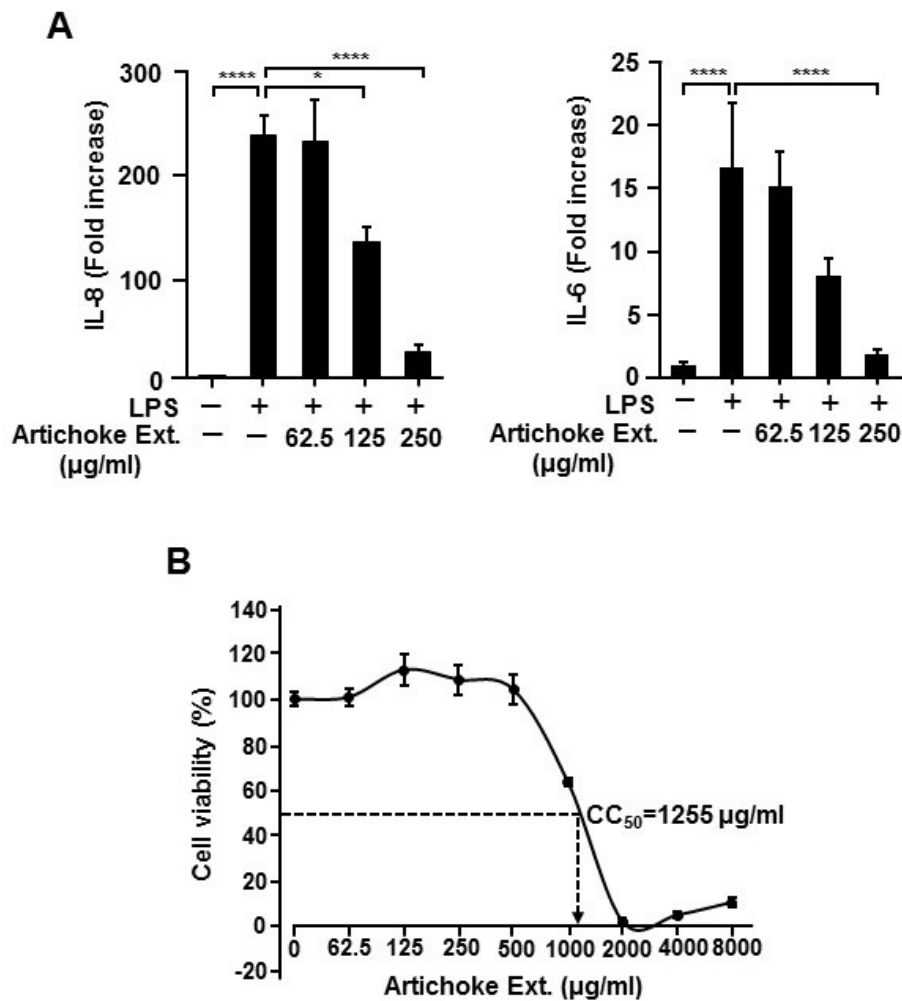 A
IL-8 (Fold increase)
300
200
100
0
**** * ****
LPS − + + + +
Artichoke Ext. − − 62.5 125 250
(µg/ml)
IL-6 (Fold increase)
25
20
15
10
5
0
**** ****
LPS − + + + +
Artichoke Ext. − − 62.5 125 250
(µg/ml)
B
Cell viability (%)
140
120
100
80
60
40
20
0
-20
CC50=1255 µg/ml
0 62.5 125 250 500 1000 2000 4000 8000
Artichoke Ext. (µg/ml)